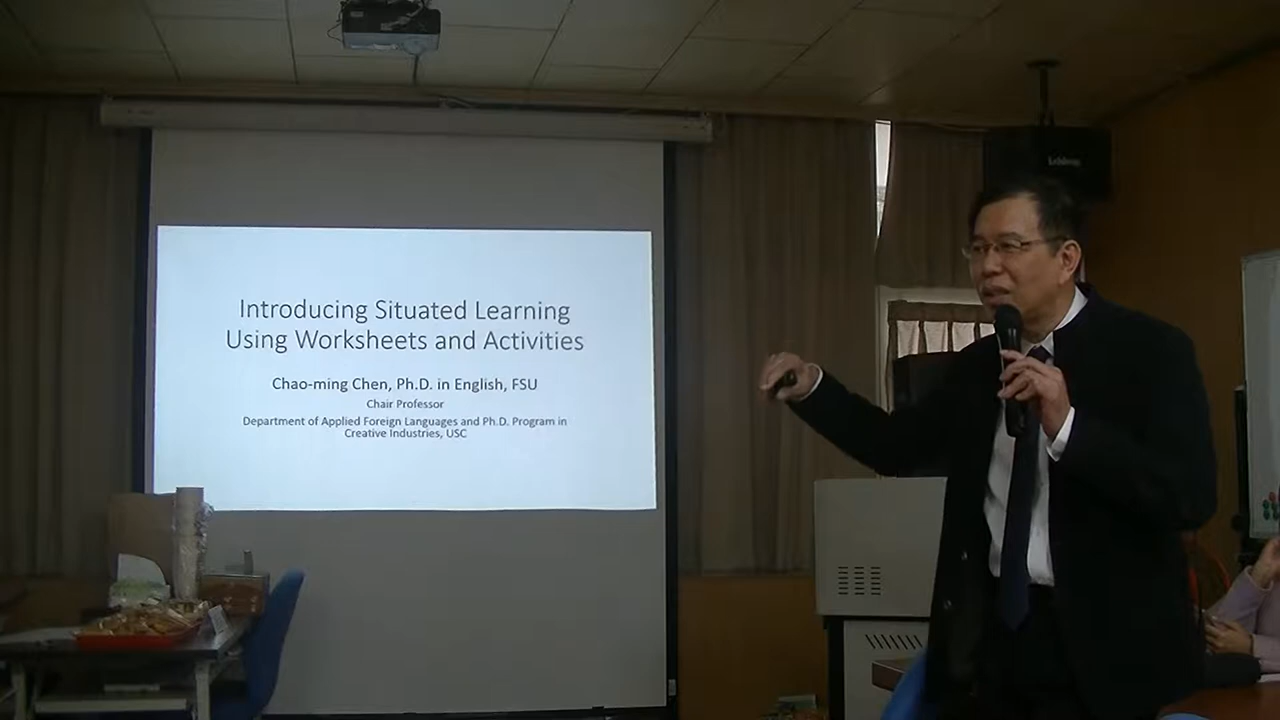 Introducing Situated Learning
Using Worksheets and Activities
Chao-ming Chen, Ph.D. in English, FSU
Chair Professor
Department of Applied Foreign Languages and Ph.D. Program in
Creative Industries, USC